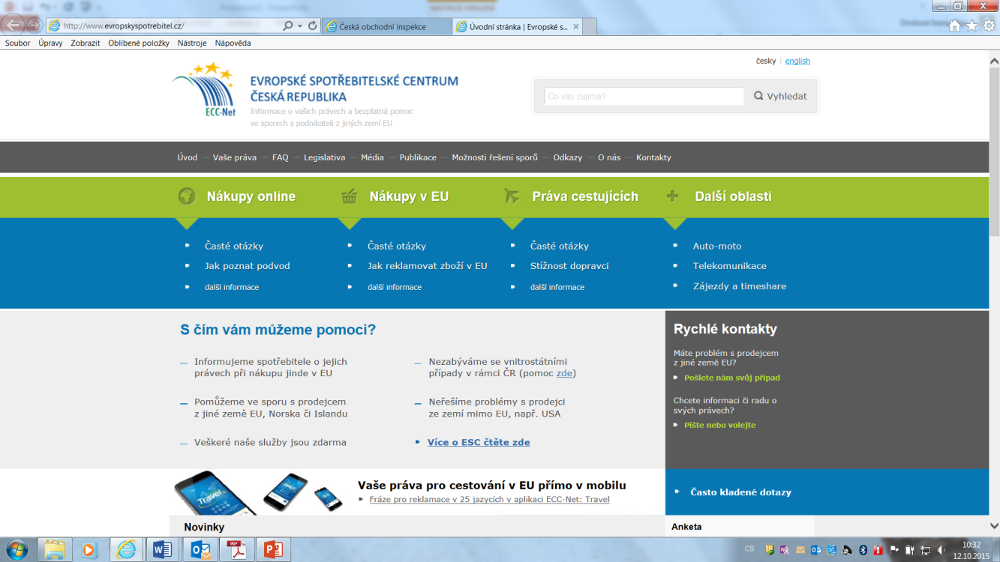 http://www.evropskyspotrebitel.cz/
Česká obchodní inspekce
Úvodní stránka | Evropské s...
Soubor Úpravy Zobrazit Oblíbené položky Nástroje Nápověda
česky | english
EVROPSKÉ SPOTŘEBITELSKÉ CENTRUM
ČESKÁ REPUBLIKA
ECC-Net
Informace o vašich právech a bezplatná pomoc
ve sporech s podnikateli z jiných zemí EU
Co vás zajímá?
Vyhledat
Úvod — Vaše práva — FAQ — Legislativa — Média — Publikace — Možnosti řešení sporů — Odkazy — O nás — Kontakty
Nákupy online
Nákupy v EU
Práva cestujících
Další oblasti
Časté otázky
Jak poznat podvod
další informace
Časté otázky
Jak reklamovat zboží v EU
další informace
Časté otázky
Stížnost dopravci
další informace
Auto-moto
Telekomunikace
Zájezdy a timeshare
S čím vám můžeme pomoci?
Informujeme spotřebitele o jejich
právech při nákupu jinde v EU
Pomůžeme ve sporu s prodejcem
z jiné země EU, Norska či Islandu
Veškeré naše služby jsou zdarma
Nezabýváme se vnitrostátními
případy v rámci ČR (pomoc zde)
Neřešíme problémy s prodejci
ze zemí mimo EU, např. USA
Více o ESC čtěte zde
Rychlé kontakty
Máte problém s prodejcem
z jiné země EU?
Pošlete nám svůj případ
Chcete informaci či radu o
svých právech?
Pište nebo volejte
Travel
Vaše práva pro cestování v EU přímo v mobilu
Fráze pro reklamace v 25 jazycích v aplikaci ECC-Net: Travel
Často kladené dotazy
Novinky
Anketa
CS
10:32
12.10.2015